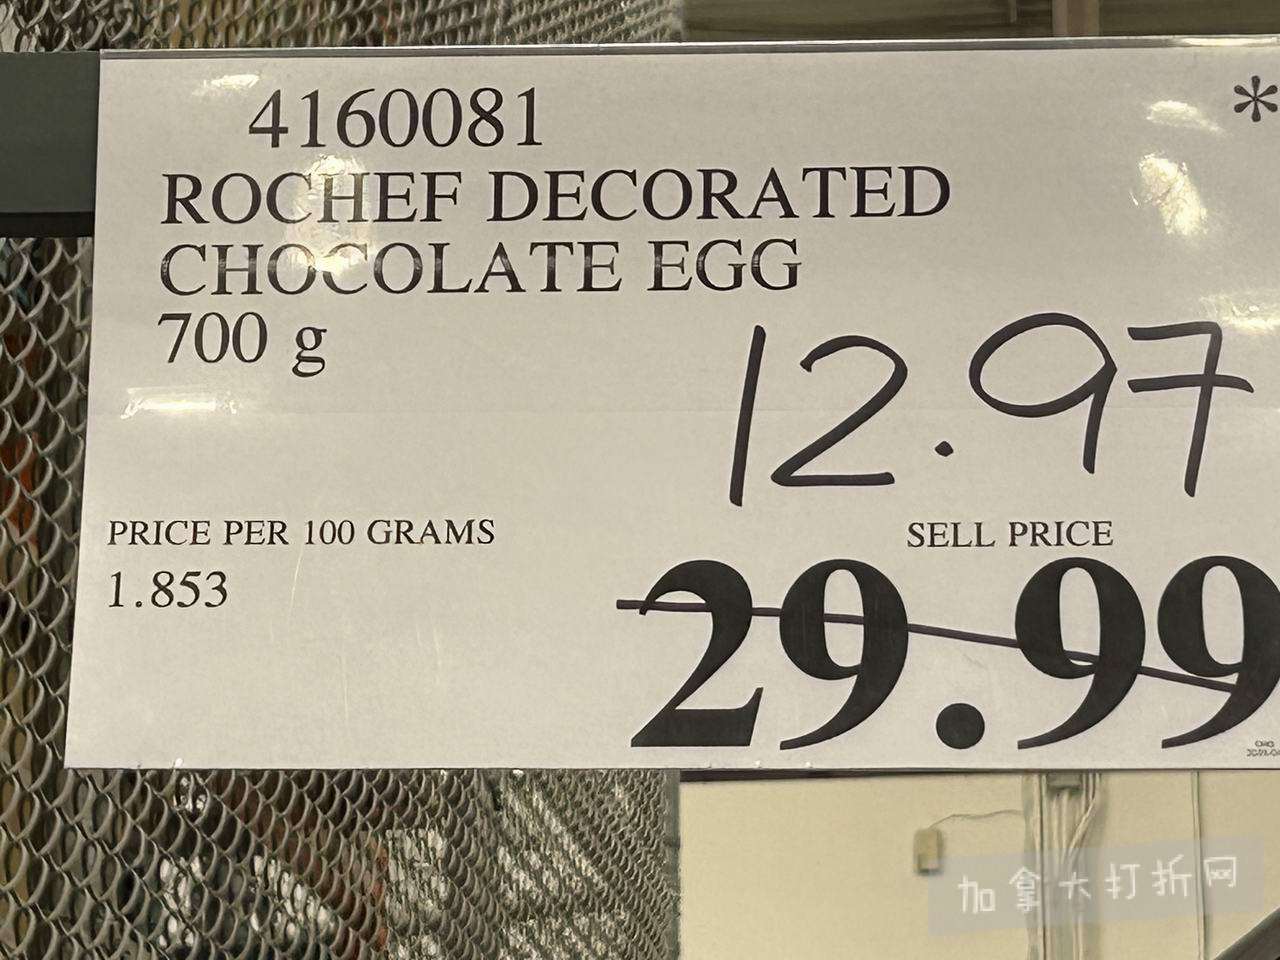 4160081
*
ROCHEF DECORATED
CHOCOLATE EGG
700 g
12.97
PRICE PER 100 GRAMS
1.853
SELL PRICE
29.99
加拿大打折网